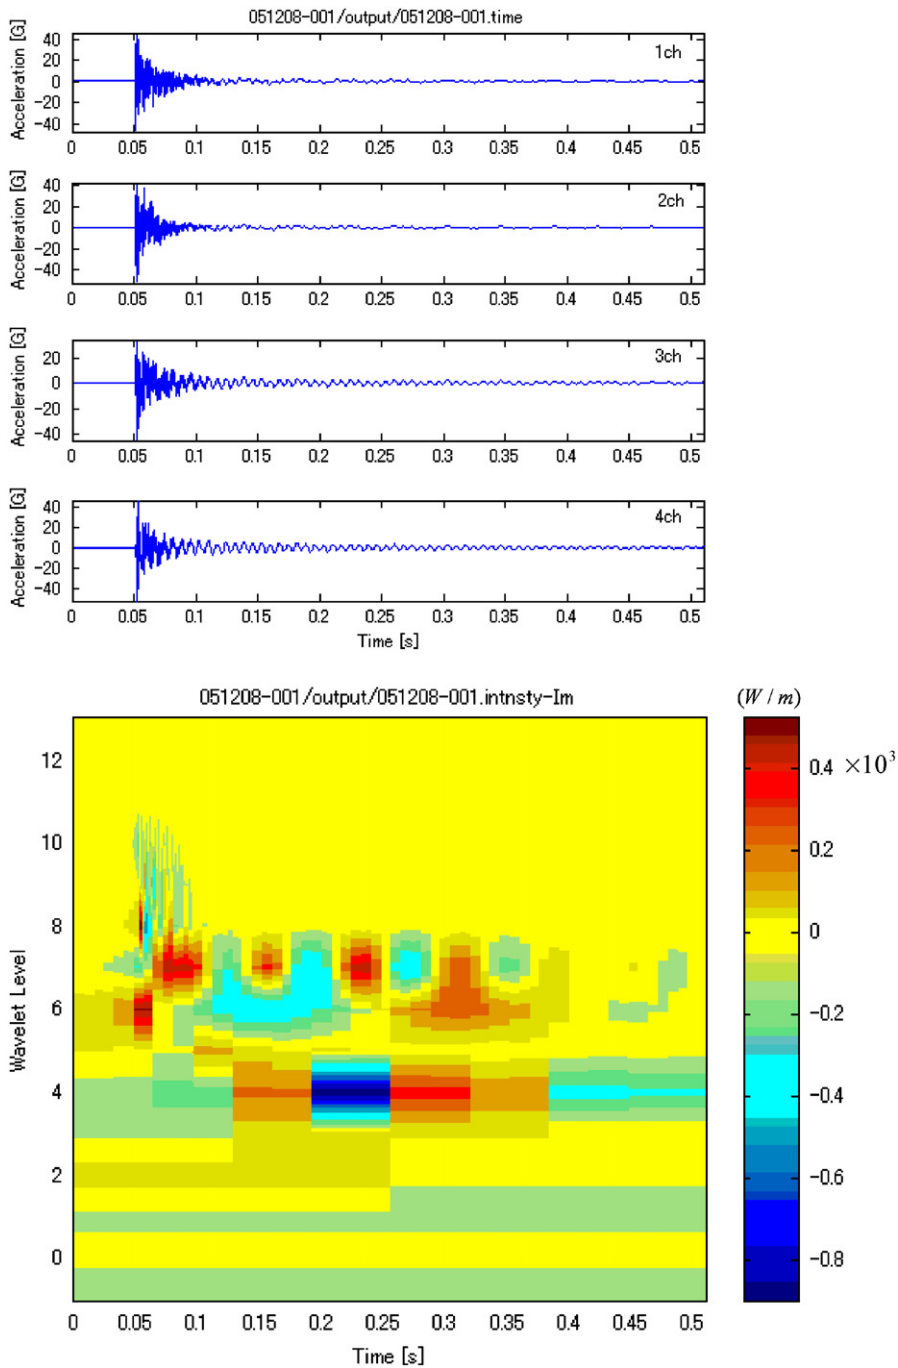 051208-001/output/051208-001.time
Acceleration [G]
40
20
0
-20
-40
1ch
0 0.05 0.1 0.15 0.2 0.25 0.3 0.35 0.4 0.45 0.5
Acceleration [G]
40
20
0
-20
-40
2ch
0 0.05 0.1 0.15 0.2 0.25 0.3 0.35 0.4 0.45 0.5
Acceleration [G]
20
0
-20
-40
3ch
0 0.05 0.1 0.15 0.2 0.25 0.3 0.35 0.4 0.45 0.5
Acceleration [G]
40
20
0
-20
-40
4ch
0 0.05 0.1 0.15 0.2 0.25 0.3 0.35 0.4 0.45 0.5
Time [s]
051208-001/output/051208-001.intnsty-Im
(W / m)
Wavelet Level
12
10
8
6
4
2
0
0 0.05 0.1 0.15 0.2 0.25 0.3 0.35 0.4 0.45 0.5
Time [s]
0.4 ×10³
0.2
0
-0.2
-0.4
-0.6
-0.8